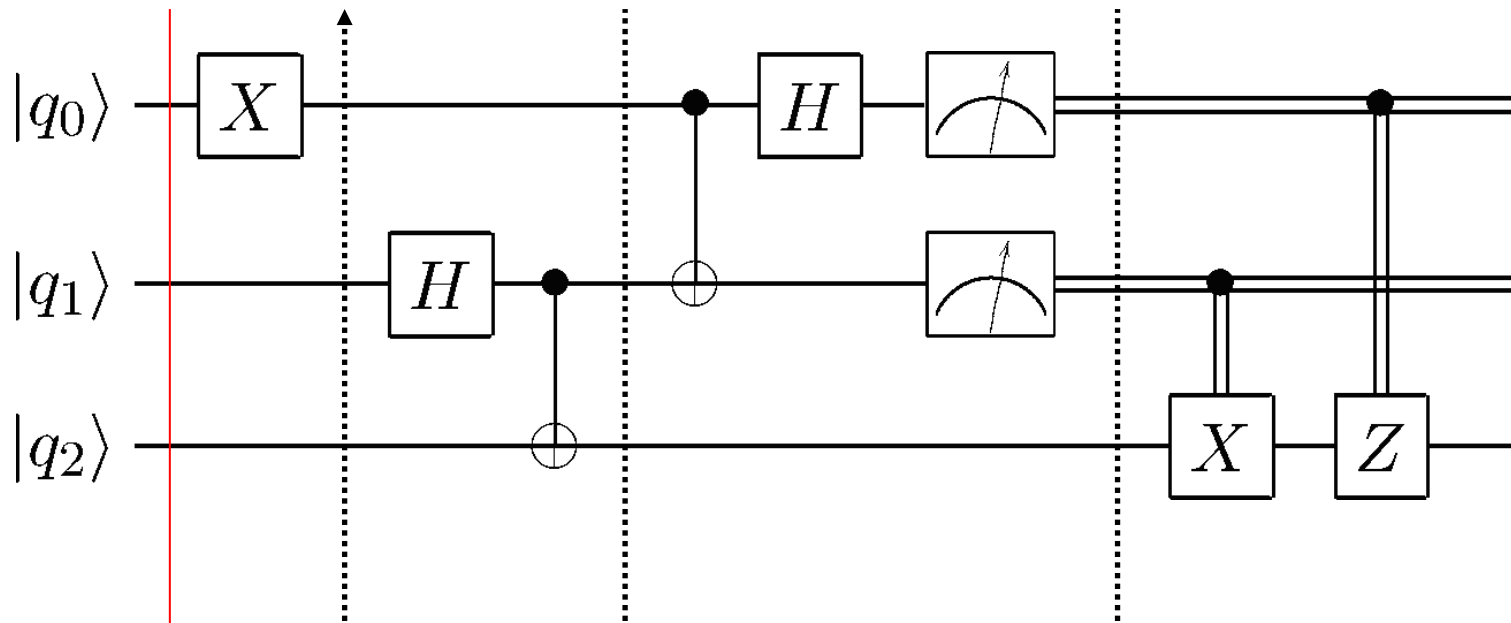 |q₀⟩ X H
|q₁⟩ H
|q₂⟩ X Z